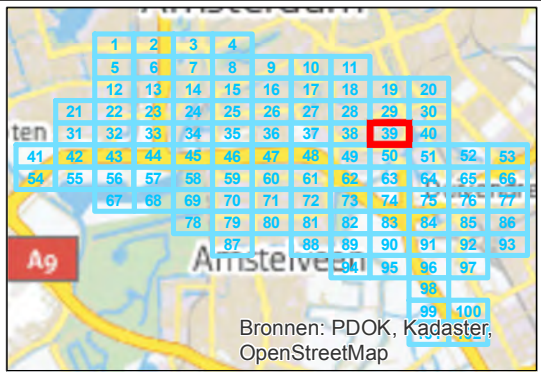 Amsterdam
1 2 3 4
5 6 7 8 9 10 11
12 13 14 15 16 17 18 19 20
21 22 23 24 25 26 27 28 29 30
ten 31 32 33 34 35 36 37 38 39 40
41 42 43 44 45 46 47 48 49 50 51 52 53
54 55 56 57 58 59 60 61 62 63 64 65 66
67 68 69 70 71 72 73 74 75 76 77
78 79 80 81 82 83 84 85 86
87 88 89 90 91 92 93
A9 Amstelveen 94 95 96 97
98
99 100
Bronnen: PDOK, Kadaster,
OpenStreetMap